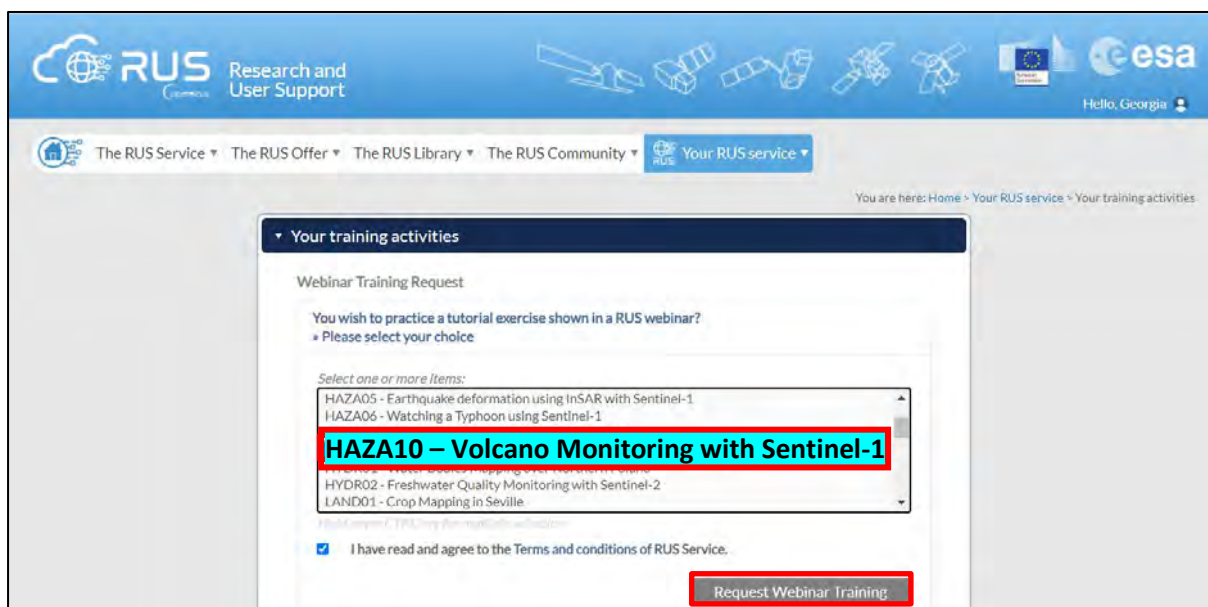 RUS
Copernicus
Research and
User Support
esa
Hello, Georgia
The RUS Service
The RUS Offer
The RUS Library
The RUS Community
RUS
Your RUS service
You are here: Home > Your RUS service > Your training activities
Your training activities
Webinar Training Request
You wish to practice a tutorial exercise shown in a RUS webinar?
» Please select your choice
Select one or more items:
HAZA05 - Earthquake deformation using InSAR with Sentinel-1
HAZA06 - Watching a Typhoon using Sentinel-1
HAZA10 – Volcano Monitoring with Sentinel-1
HYDR02 - Freshwater Quality Monitoring with Sentinel-2
LAND01 - Crop Mapping in Seville
I have read and agree to the Terms and conditions of RUS Service.
Request Webinar Training